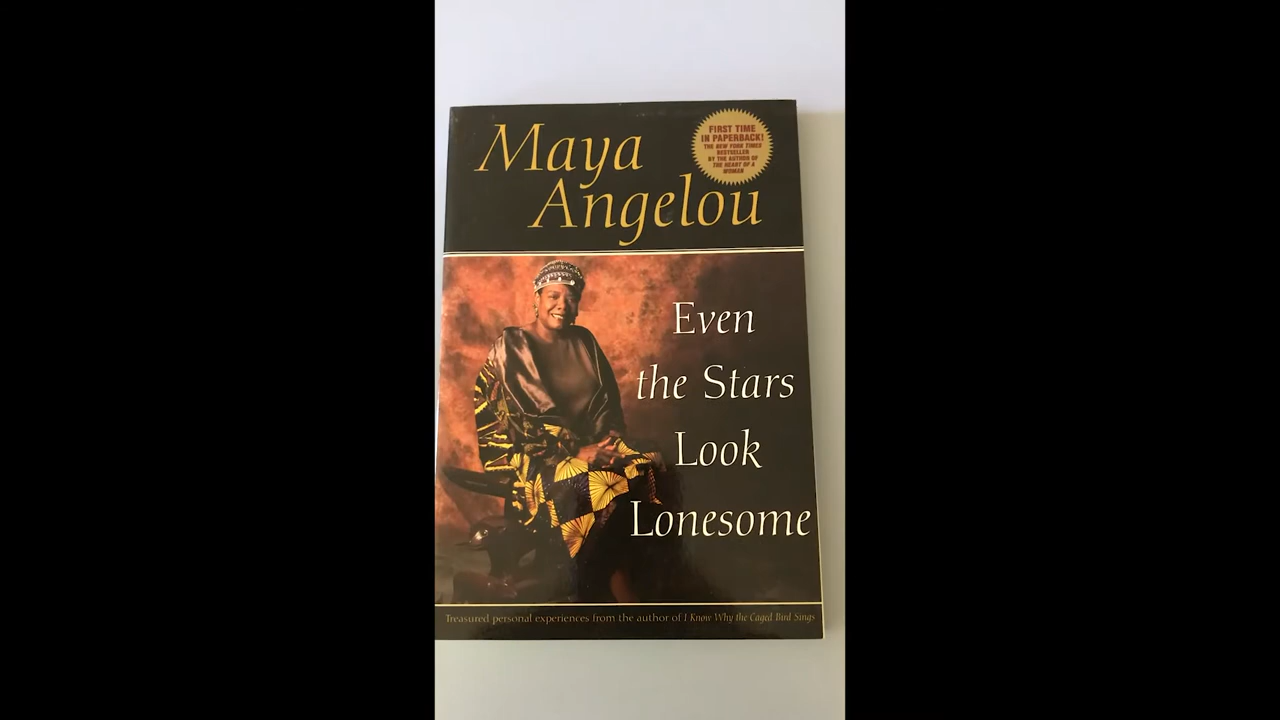 Maya
Angelou
FIRST TIME
IN PAPERBACK!
THE NEW YORK TIMES
BESTSELLER
BY THE AUTHOR OF
THE HEART OF A
WOMAN
Even
the Stars
Look
Lonesome
Treasured personal experiences from the author of I Know Why the Caged Bird Sings